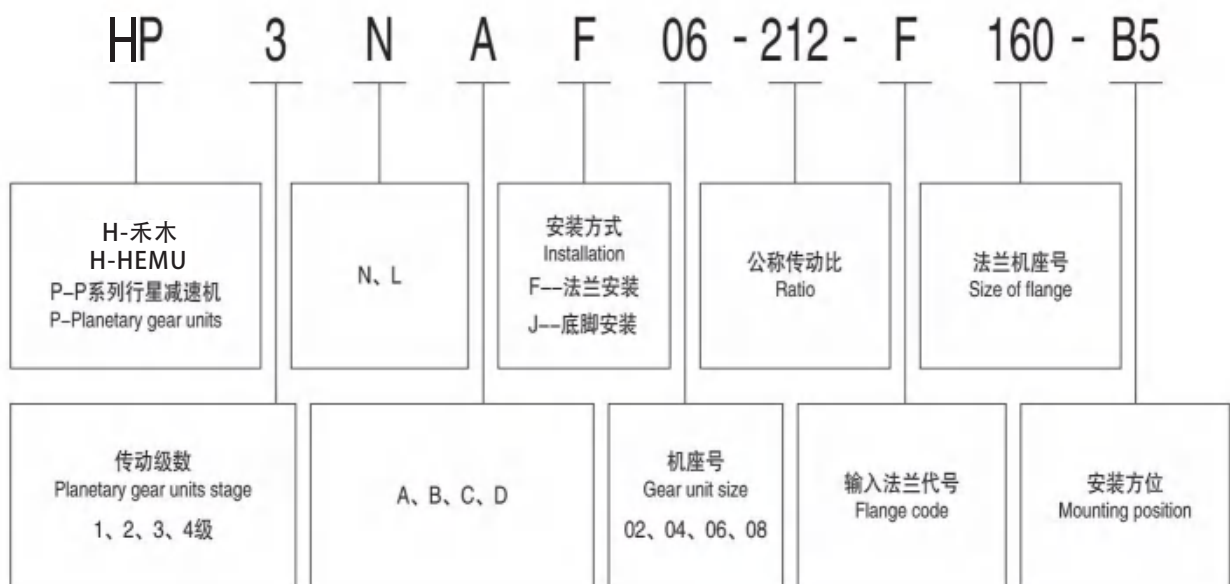 HP 3 N A F 06 - 212 - F 160 - B5
H-禾木
H-HEMU
P–P系列行星减速机
P–Planetary gear units
N、L
安装方式
Installation
F––法兰安装
J––底脚安装
公称传动比
Ratio
法兰机座号
Size of flange
传动级数
Planetary gear units stage
1、2、3、4级
A、B、C、D
机座号
Gear unit size
02、04、06、08
输入法兰代号
Flange code
安装方位
Mounting position